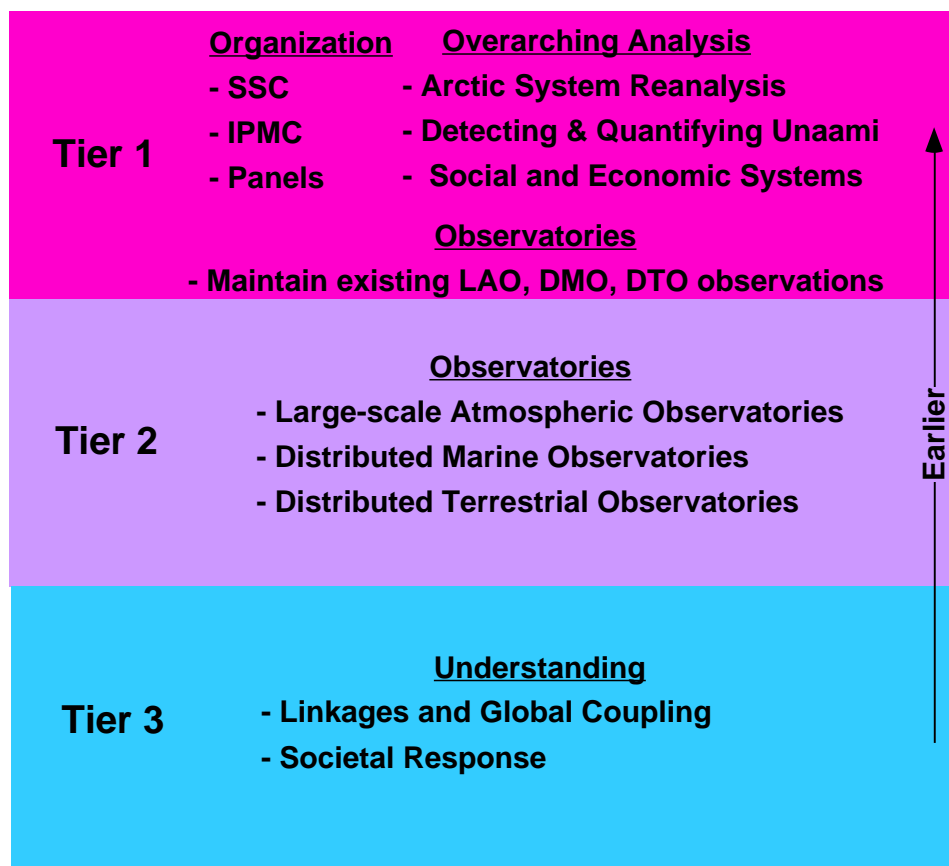 Tier 1
Organization
- SSC
- IPMC
- Panels
Overarching Analysis
- Arctic System Reanalysis
- Detecting & Quantifying Unaami
- Social and Economic Systems
Observatories
- Maintain existing LAO, DMO, DTO observations
Tier 2
Observatories
- Large-scale Atmospheric Observatories
- Distributed Marine Observatories
- Distributed Terrestrial Observatories
Tier 3
Understanding
- Linkages and Global Coupling
- Societal Response
Earlier